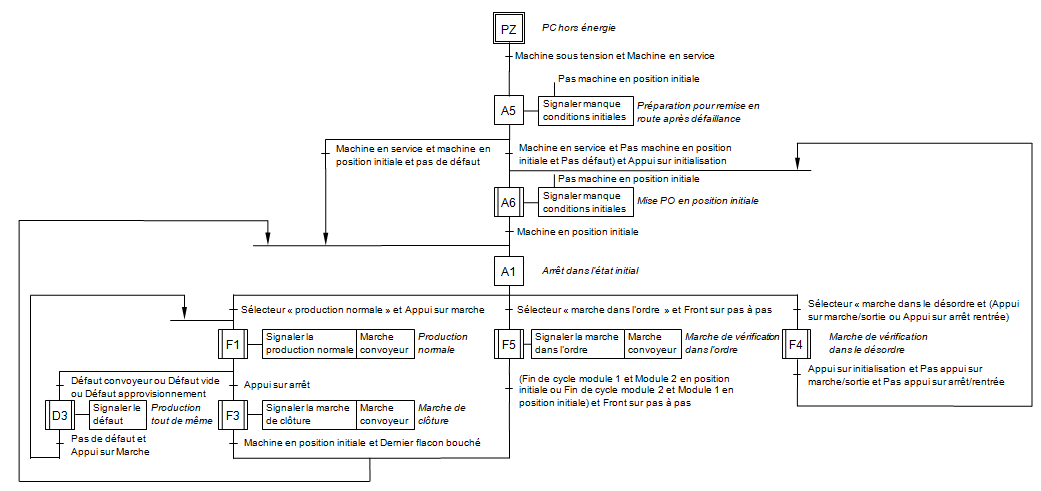 PZ
PC hors énergie
Machine sous tension et Machine en service
Pas machine en position initiale
A5
Signaler manque
conditions initiales
Préparation pour remise en
route après défaillance
Machine en service et machine en
position initiale et pas de défaut
Machine en service et Pas machine en position
initiale et Pas défaut) et Appui sur initialisation
Pas machine en position initiale
A6
Signaler manque
conditions initiales
Mise PO en position initiale
Machine en position initiale
A1
Arrêt dans l'état initial
Sélecteur « production normale » et Appui sur marche
Sélecteur « marche dans l'ordre » et Front sur pas à pas
Sélecteur « marche dans le désordre et (Appui
sur marche/sortie ou Appui sur arrêt rentrée)
F1
Signaler la
production normale
Marche
convoyeur
Production
normale
F5
Signaler la marche
dans l'ordre
Marche
convoyeur
Marche de vérification
dans l'ordre
F4
Marche de vérification
dans le désordre
Défaut convoyeur ou Défaut vide
ou Défaut approvisionnement
Appui sur arrêt
(Fin de cycle module 1 et Module 2 en position
initiale ou Fin de cycle module 2 et Module 1 en
position initiale) et Front sur pas à pas
Appui sur initialisation et Pas appui sur
marche/sortie et Pas appui sur arrêt/rentrée
D3
Signaler le
défaut
Production
tout de même
F3
Signaler la marche
de clôture
Marche
convoyeur
Marche de
clôture
Pas de défaut et
Appui sur Marche
Machine en position initiale et Dernier flacon bouché